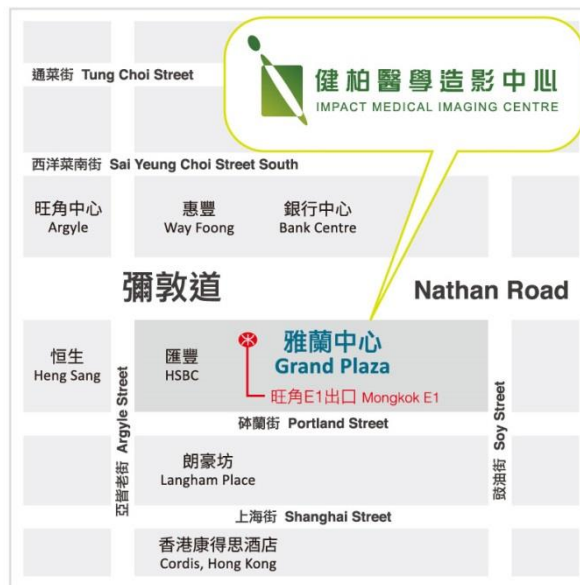 健柏醫學造影中心
IMPACT MEDICAL IMAGING CENTRE
通菜街 Tung Choi Street
西洋菜南街 Sai Yeung Choi Street South
旺角中心
Argyle
惠豐
Way Foong
銀行中心
Bank Centre
彌敦道
Nathan Road
恒生
Heng Sang
亞皆老街 Argyle Street
匯豐
HSBC
雅蘭中心
Grand Plaza
旺角E1出口 Mongkok E1
豉油街 Soy Street
砵蘭街 Portland Street
朗豪坊
Langham Place
上海街 Shanghai Street
香港康得思酒店
Cordis, Hong Kong